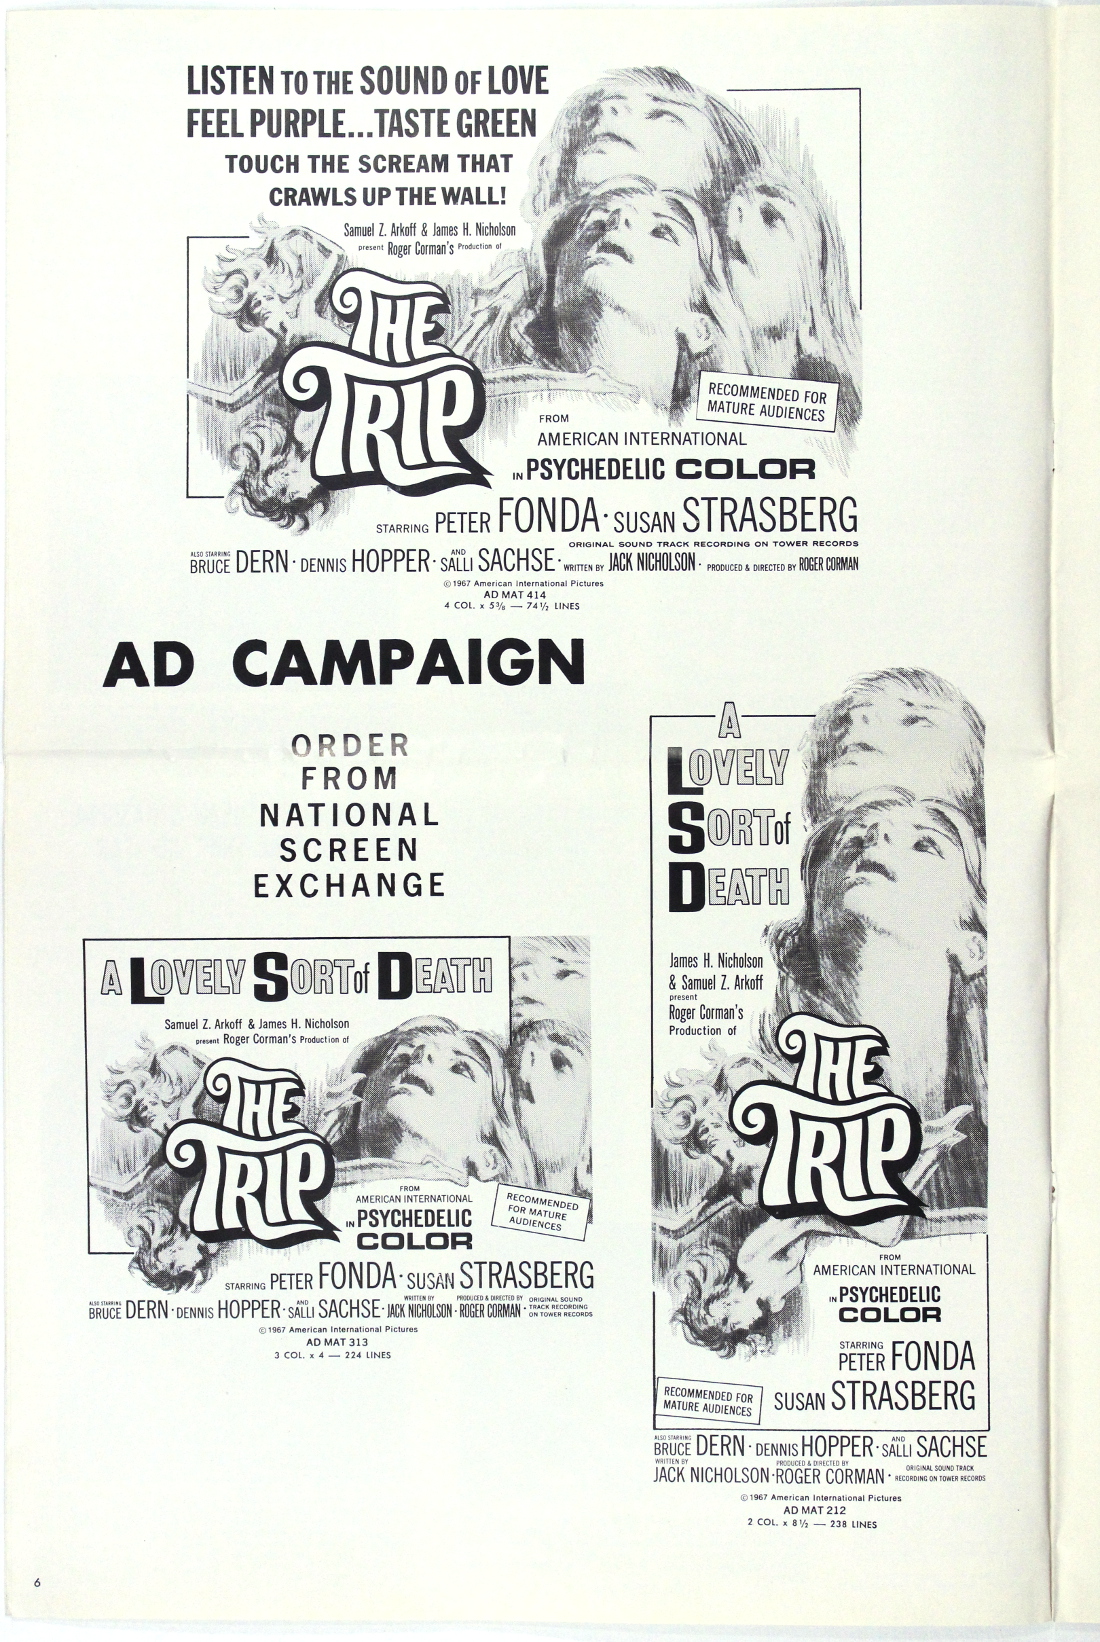 LISTEN TO THE SOUND OF LOVE
FEEL PURPLE...TASTE GREEN
TOUCH THE SCREAM THAT
CRAWLS UP THE WALL!
Samuel Z. Arkoff & James H. Nicholson
present Roger Corman's Production of
THE
TRIP
RECOMMENDED FOR
MATURE AUDIENCES
FROM
AMERICAN INTERNATIONAL
IN PSYCHEDELIC COLOR
STARRING PETER FONDA · SUSAN STRASBERG
ORIGINAL SOUND TRACK RECORDING ON TOWER RECORDS
ALSO STARRING BRUCE DERN · DENNIS HOPPER · AND SALLI SACHSE · WRITTEN BY JACK NICHOLSON · PRODUCED & DIRECTED BY ROGER CORMAN
© 1967 American International Pictures
AD MAT 414
4 COL. x 5 3/8 — 74 1/2 LINES
AD CAMPAIGN
ORDER
FROM
NATIONAL
SCREEN
EXCHANGE
A LOVELY SORT of DEATH
Samuel Z. Arkoff & James H. Nicholson
present Roger Corman's Production of
THE
TRIP
FROM
AMERICAN INTERNATIONAL
IN PSYCHEDELIC
COLOR
RECOMMENDED
FOR MATURE
AUDIENCES
STARRING PETER FONDA · SUSAN STRASBERG
ALSO STARRING BRUCE DERN · DENNIS HOPPER · AND SALLI SACHSE · WRITTEN BY JACK NICHOLSON · PRODUCED & DIRECTED BY ROGER CORMAN · ORIGINAL SOUND TRACK RECORDING ON TOWER RECORDS
© 1967 American International Pictures
AD MAT 313
3 COL. x 4 — 224 LINES
A
LOVELY
SORT of
DEATH
James H. Nicholson
& Samuel Z. Arkoff
present
Roger Corman's
Production of
THE
TRIP
FROM
AMERICAN INTERNATIONAL
IN PSYCHEDELIC
COLOR
STARRING
PETER FONDA
SUSAN STRASBERG
RECOMMENDED FOR
MATURE AUDIENCES
ALSO STARRING BRUCE DERN · DENNIS HOPPER · AND SALLI SACHSE
WRITTEN BY JACK NICHOLSON · PRODUCED & DIRECTED BY ROGER CORMAN · ORIGINAL SOUND TRACK RECORDING ON TOWER RECORDS
© 1967 American International Pictures
AD MAT 212
2 COL. x 8 1/2 — 238 LINES
6